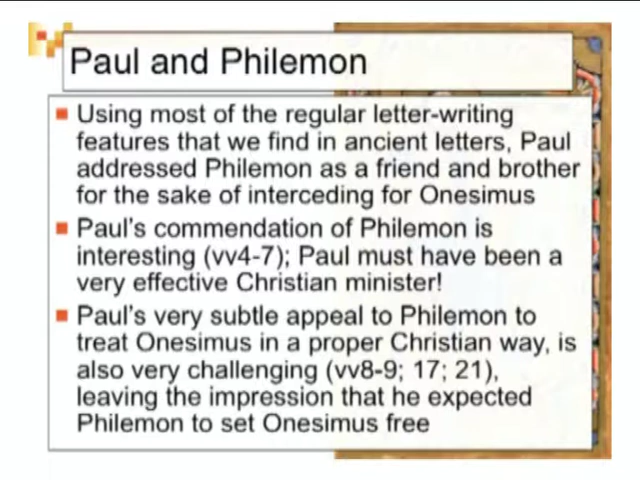 Paul and Philemon
Using most of the regular letter-writing
features that we find in ancient letters, Paul
addressed Philemon as a friend and brother
for the sake of interceding for Onesimus
Paul's commendation of Philemon is
interesting (vv4-7); Paul must have been a
very effective Christian minister!
Paul's very subtle appeal to Philemon to
treat Onesimus in a proper Christian way, is
also very challenging (vv8-9; 17; 21),
leaving the impression that he expected
Philemon to set Onesimus free